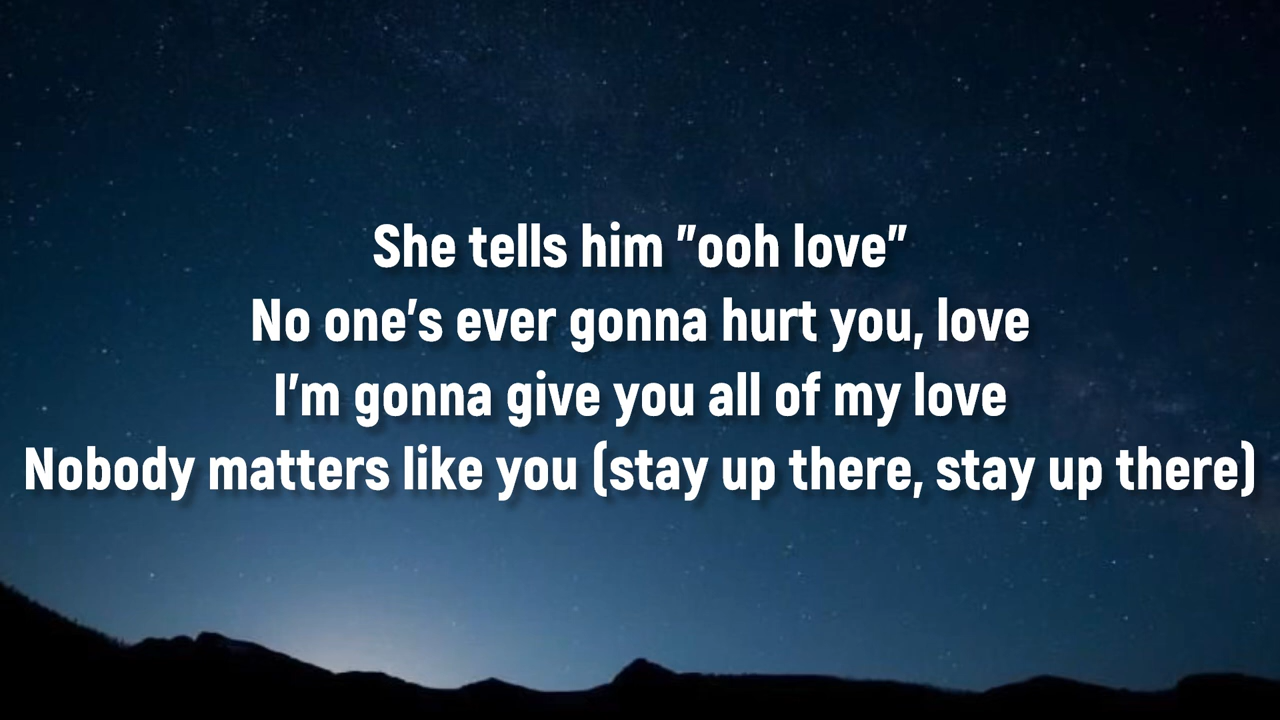 She tells him "ooh love"
No one's ever gonna hurt you, love
I'm gonna give you all of my love
Nobody matters like you (stay up there, stay up there)